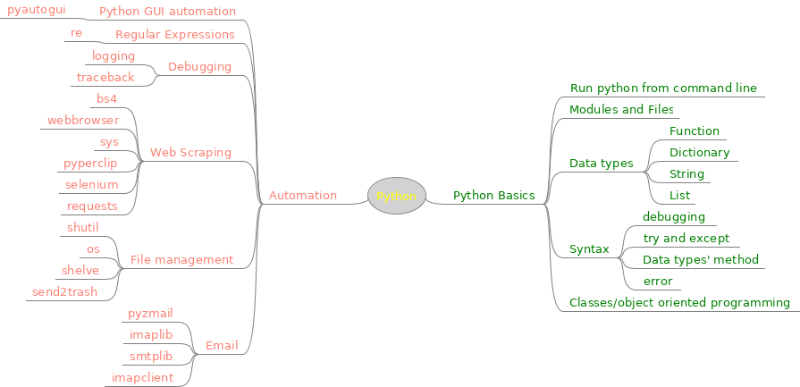 pyautogui
Python GUI automation
re
Regular Expressions
logging
traceback
Debugging
bs4
webbrowser
sys
pyperclip
selenium
requests
Web Scraping
shutil
os
shelve
send2trash
File management
pyzmail
imaplib
smtplib
imapclient
Email
Automation
Python
Python Basics
Run python from command line
Modules and Files
Data types
Function
Dictionary
String
List
Syntax
debugging
try and except
Data types' method
error
Classes/object oriented programming